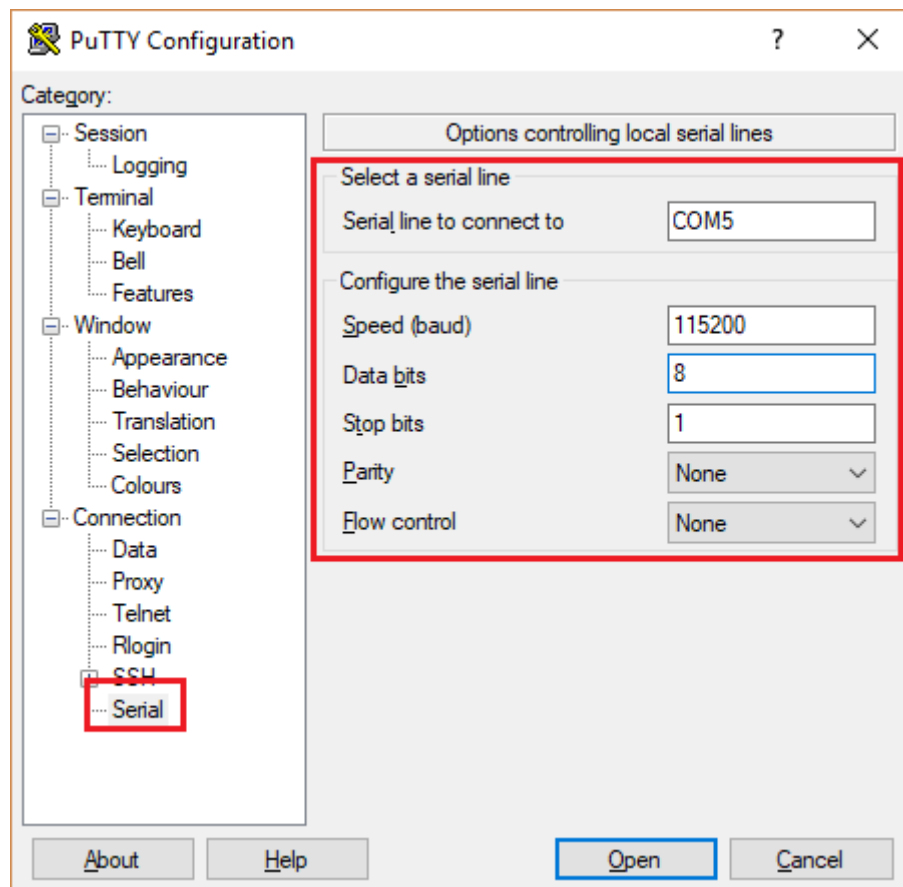 PuTTY Configuration
?
Category:
Session
Logging
Terminal
Keyboard
Bell
Features
Window
Appearance
Behaviour
Translation
Selection
Colours
Connection
Data
Proxy
Telnet
Rlogin
SSH
Serial
Options controlling local serial lines
Select a serial line
Serial line to connect to COM5
Configure the serial line
Speed (baud) 115200
Data bits 8
Stop bits 1
Parity None
Flow control None
About Help Open Cancel